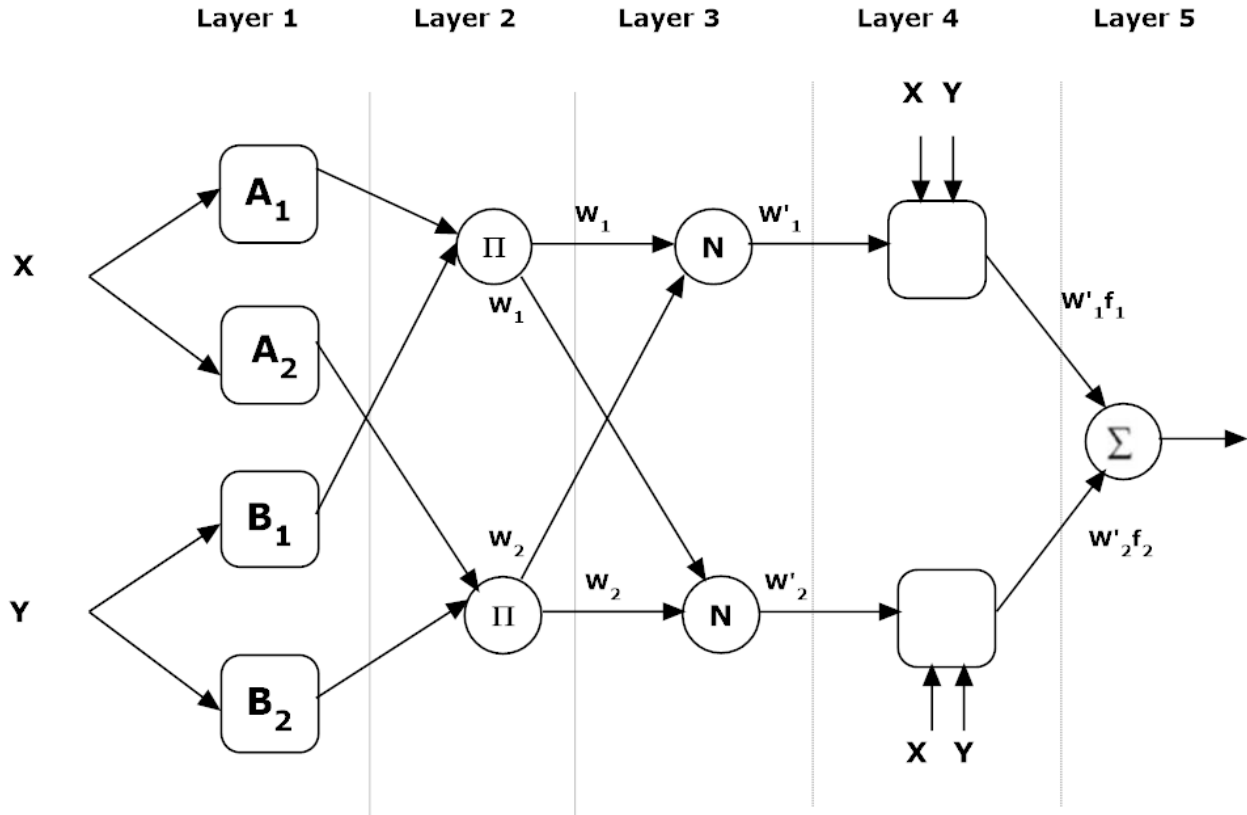 Layer 1 Layer 2 Layer 3 Layer 4 Layer 5
X Y
A1
W1 W'1
Π N
X
W1
W'1f1
A2
Σ
B1
W2
W'2f2
W2 W'2
Y
Π N
B2
X Y